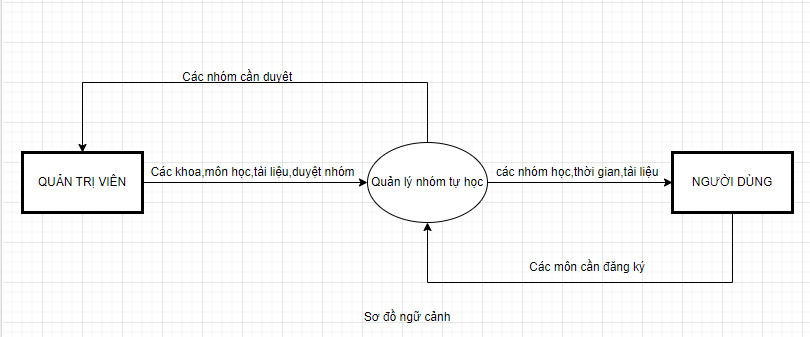 Các nhóm cần duyệt
QUẢN TRỊ VIÊN
Các khoa,môn học,tài liệu,duyệt nhóm
Quản lý nhóm tự học
các nhóm học,thời gian,tài liệu
NGƯỜI DÙNG
Các môn cần đăng ký
Sơ đồ ngữ cảnh